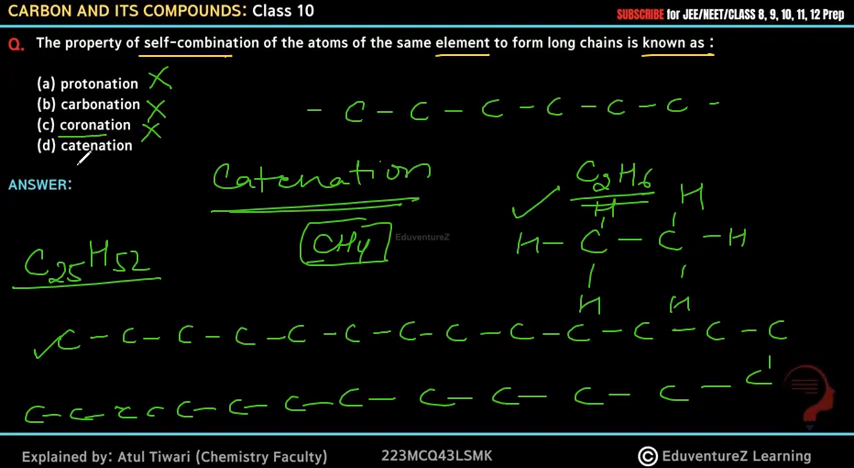 CARBON AND ITS COMPOUNDS: Class 10
SUBSCRIBE for JEE/NEET/CLASS 8, 9, 10, 11, 12 Prep
Q. The property of self-combination of the atoms of the same element to form long chains is known as :
(a) protonation X
(b) carbonation X
(c) coronation X
(d) catenation
- C - C - C - C - C - C -
ANSWER:
Catenation
C2H6
H H
H - C - C - H
H H
CH4
EduventureZ
C25H52
C - C - C - C - C - C - C - C - C - C - C - C - C
C
C - C - C C - C - C - C - C - C - C - C - C -
Explained by: Atul Tiwari (Chemistry Faculty)
223MCQ43LSMK
© EduventureZ Learning